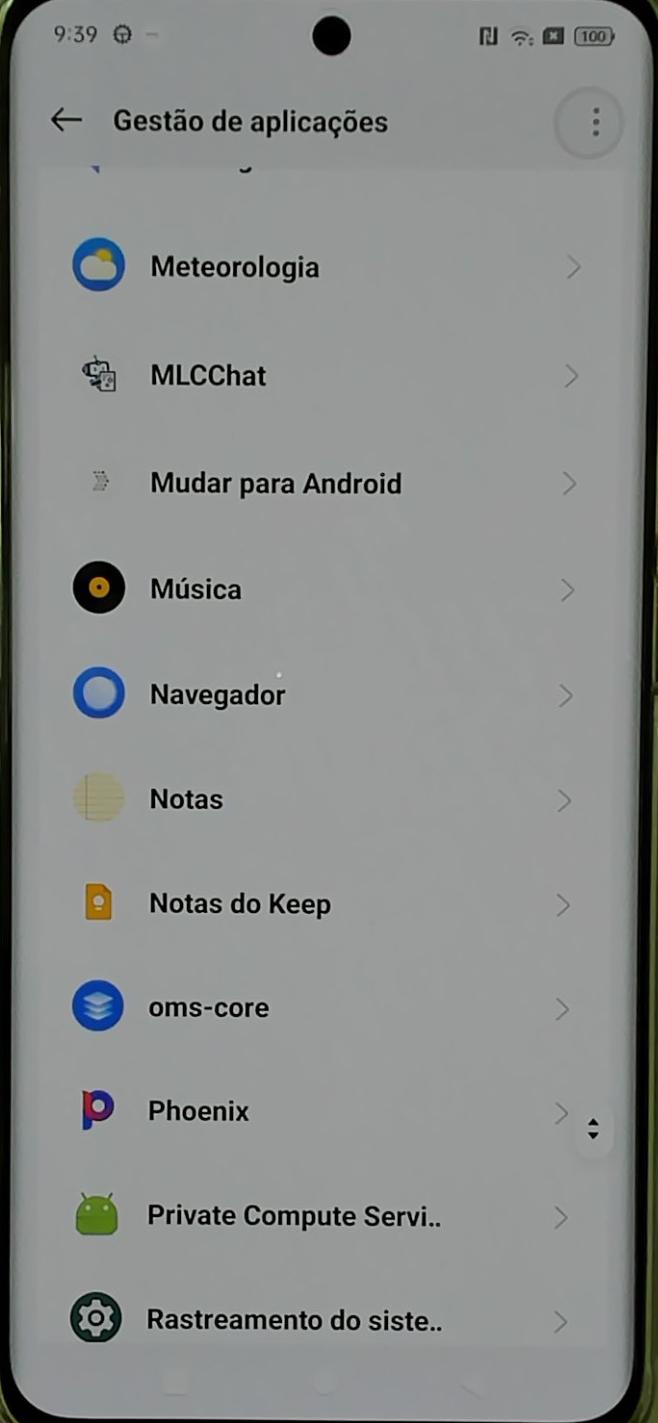 9:39
100
Gestão de aplicações
Meteorologia
MLCChat
Mudar para Android
Música
Navegador
Notas
Notas do Keep
oms-core
Phoenix
Private Compute Servi..
Rastreamento do siste..